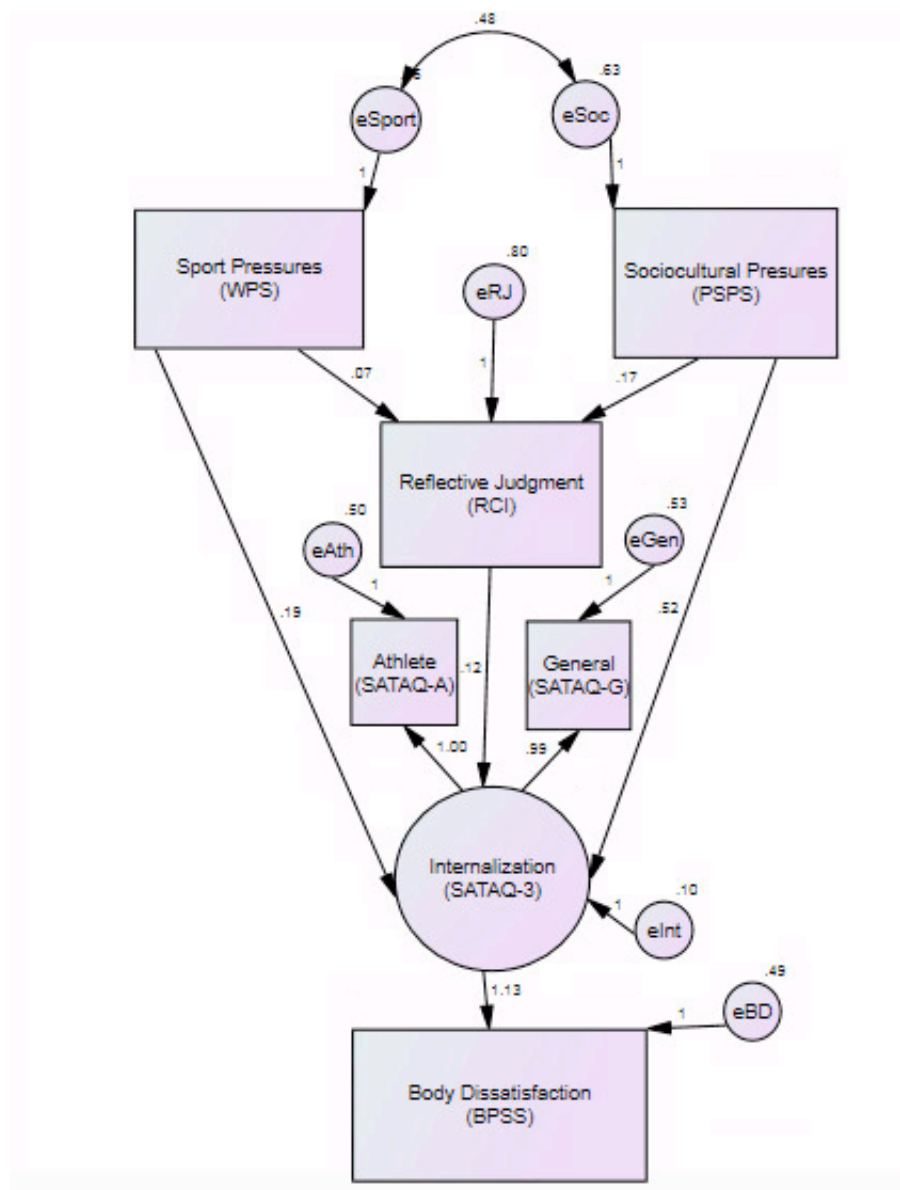 .48
.63
eSport
eSoc
1
1
Sport Pressures
(WPS)
.80
Sociocultural Presures
(PSPS)
eRJ
1
.07
.17
Reflective Judgment
(RCI)
.50
.53
eAth
eGen
1
1
.19
.52
Athlete
(SATAQ-A)
.12
General
(SATAQ-G)
1.00
.99
Internalization
(SATAQ-3)
.10
1
eInt
1.13
.49
1
eBD
Body Dissatisfaction
(BPSS)